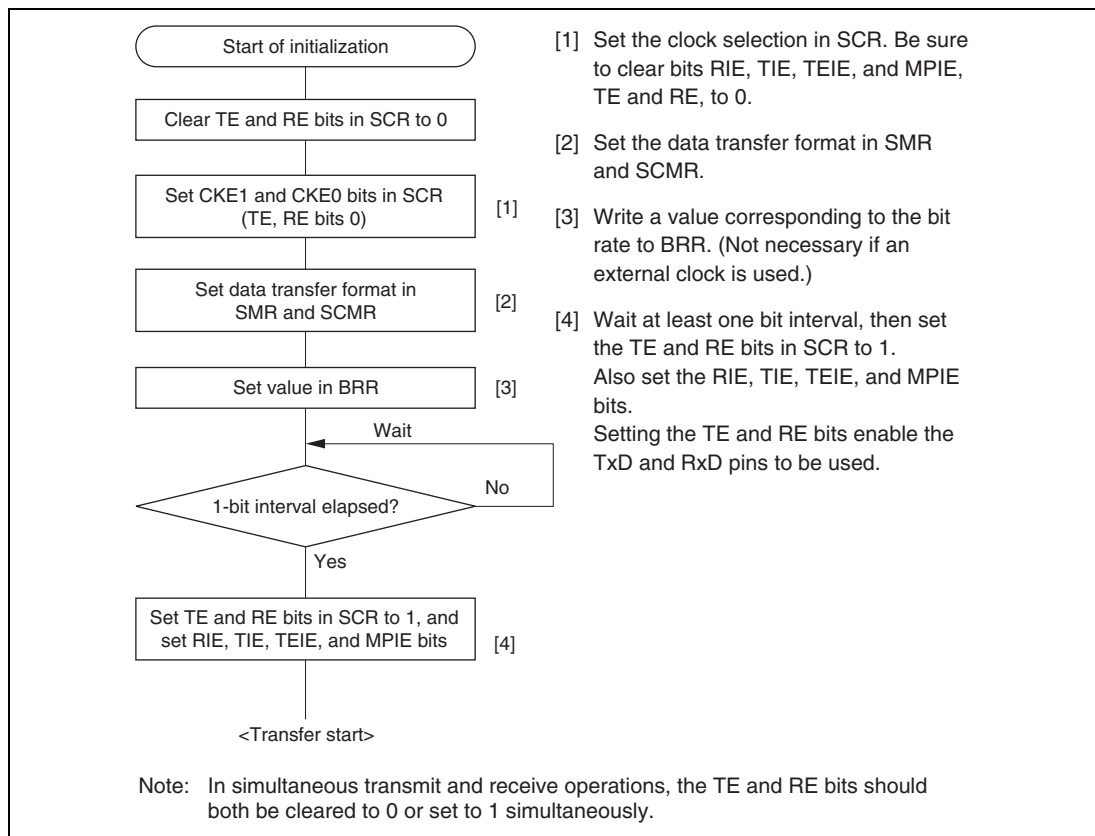 Start of initialization
Clear TE and RE bits in SCR to 0
Set CKE1 and CKE0 bits in SCR
(TE, RE bits 0)
[1]
Set data transfer format in
SMR and SCMR
[2]
Set value in BRR
[3]
Wait
No
1-bit interval elapsed?
Yes
Set TE and RE bits in SCR to 1, and
set RIE, TIE, TEIE, and MPIE bits
[4]
<Transfer start>
[1] Set the clock selection in SCR. Be sure
to clear bits RIE, TIE, TEIE, and MPIE,
TE and RE, to 0.
[2] Set the data transfer format in SMR
and SCMR.
[3] Write a value corresponding to the bit
rate to BRR. (Not necessary if an
external clock is used.)
[4] Wait at least one bit interval, then set
the TE and RE bits in SCR to 1.
Also set the RIE, TIE, TEIE, and MPIE
bits.
Setting the TE and RE bits enable the
TxD and RxD pins to be used.
Note: In simultaneous transmit and receive operations, the TE and RE bits should
both be cleared to 0 or set to 1 simultaneously.